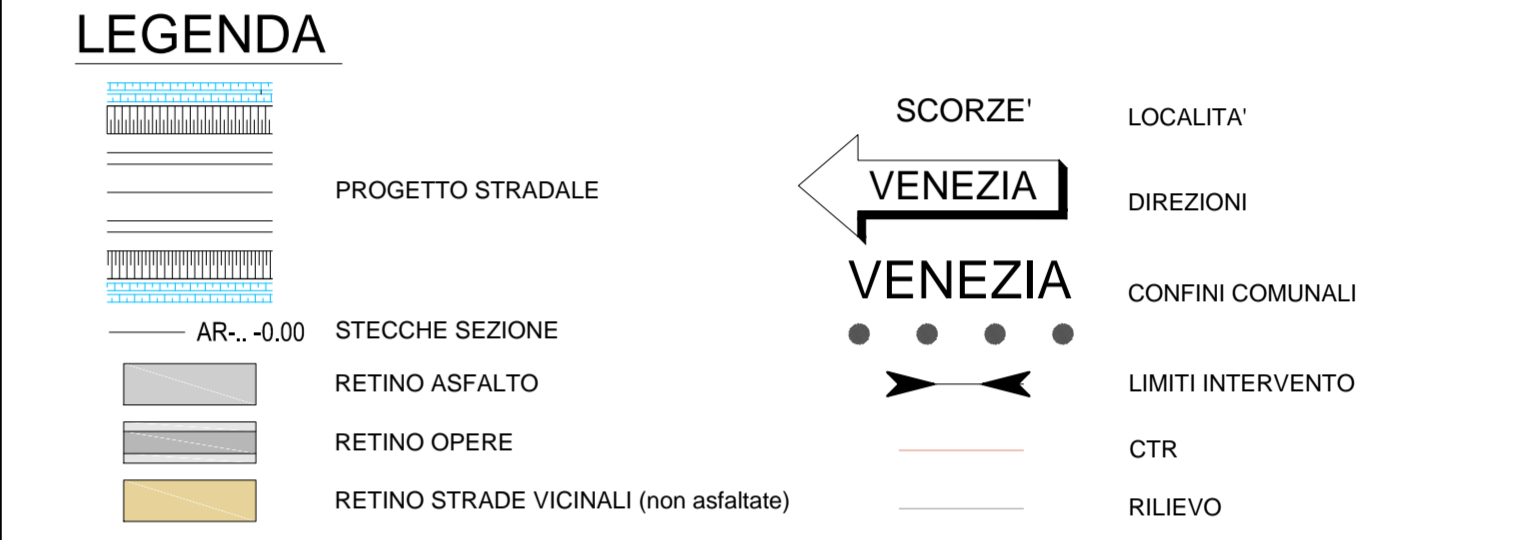 LEGENDA
PROGETTO STRADALE
AR-.. -0.00 STECCHE SEZIONE
RETINO ASFALTO
RETINO OPERE
RETINO STRADE VICINALI (non asfaltate)
SCORZE' LOCALITA'
VENEZIA DIREZIONI
VENEZIA CONFINI COMUNALI
LIMITI INTERVENTO
CTR
RILIEVO